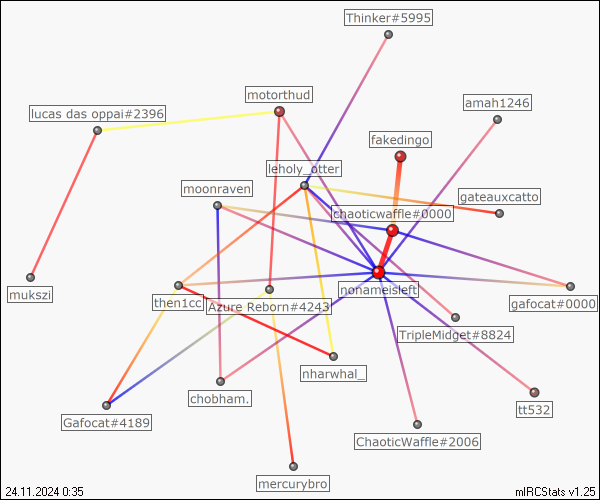 Thinker#5995
motorthud
amah1246
lucas das oppai#2396
fakedingo
leholy_otter
moonraven
gateauxcatto
chaoticwaffle#0000
nonameisleft
mukszi
then1cc
Azure Reborn#4243
gafocat#0000
TripleMidget#8824
nharwhal_
chobham.
tt532
Gafocat#4189
ChaoticWaffle#2006
mercurybro
24.11.2024 0:35
mIRCStats v1.25